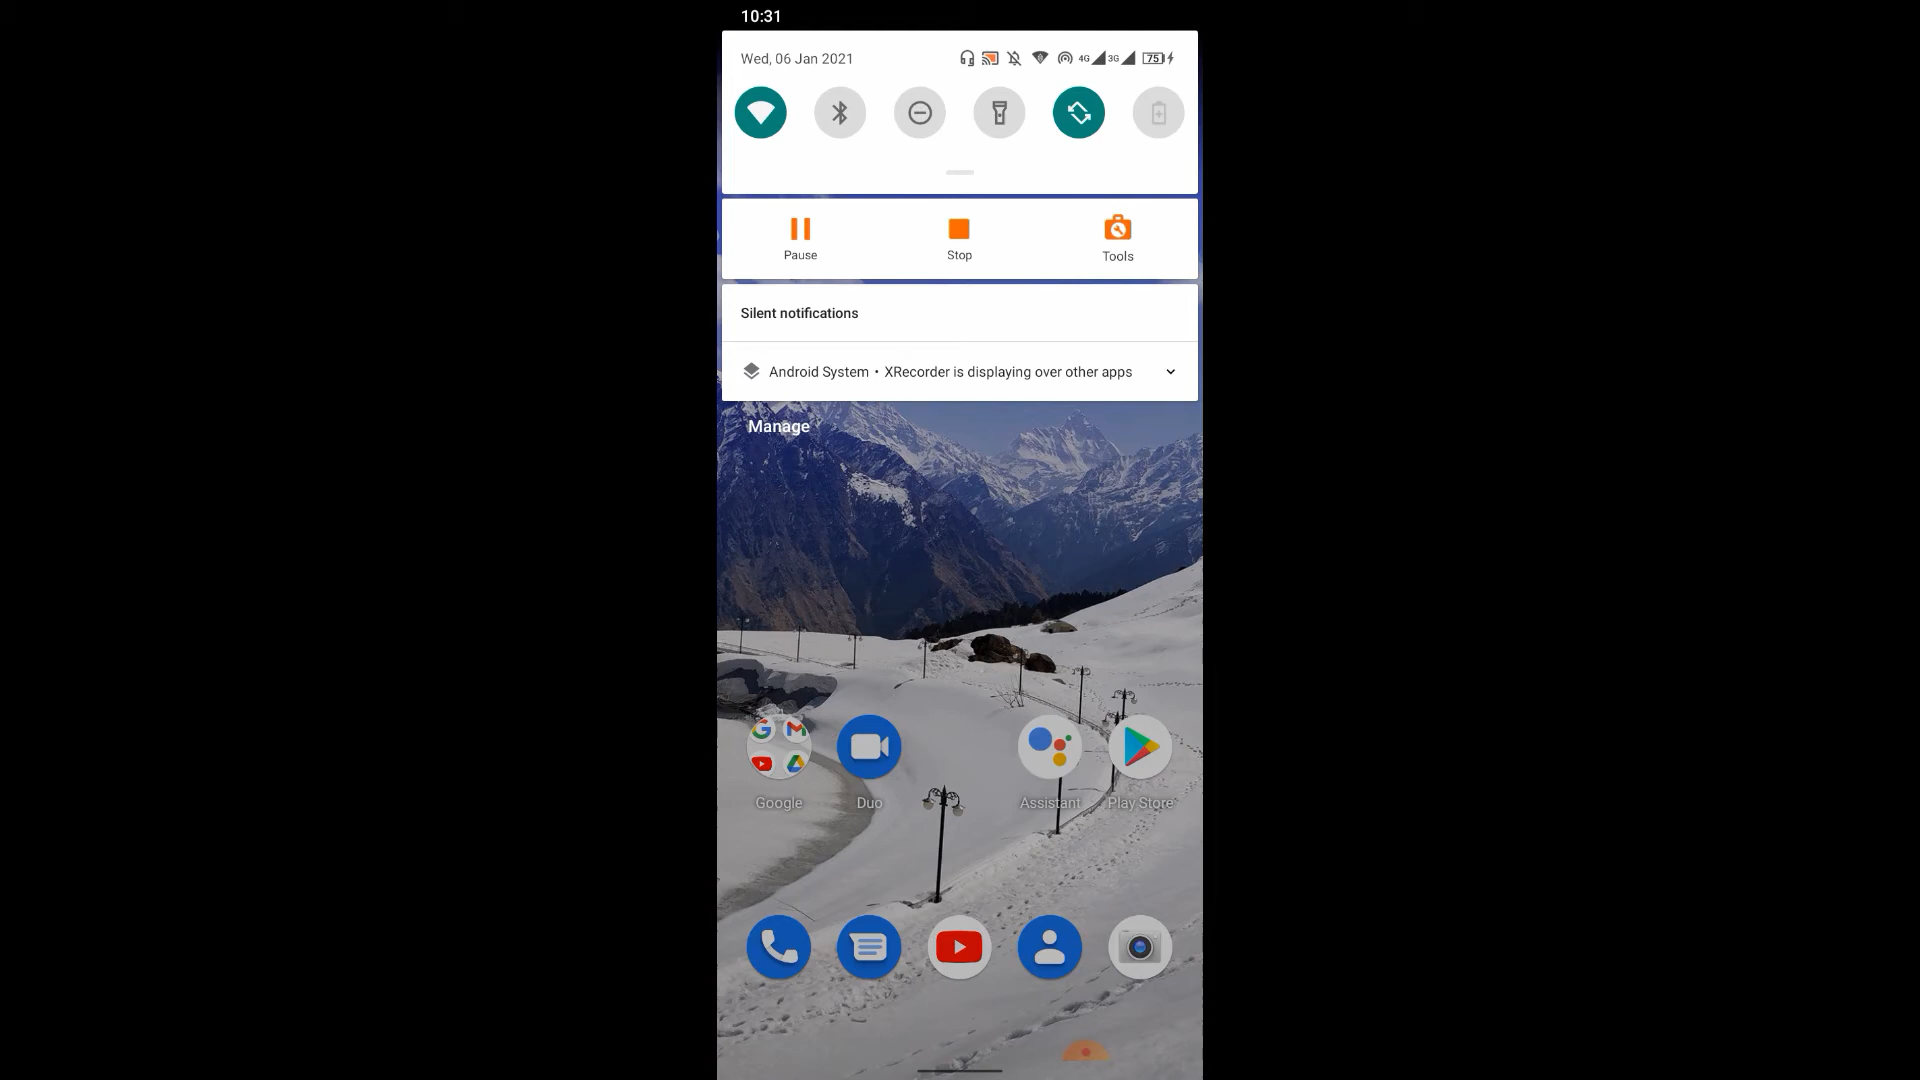 10:31
Wed, 06 Jan 2021
4G 3G 75
Pause Stop Tools
Silent notifications
Android System • XRecorder is displaying over other apps
Manage
Google Duo Assistant Play Store